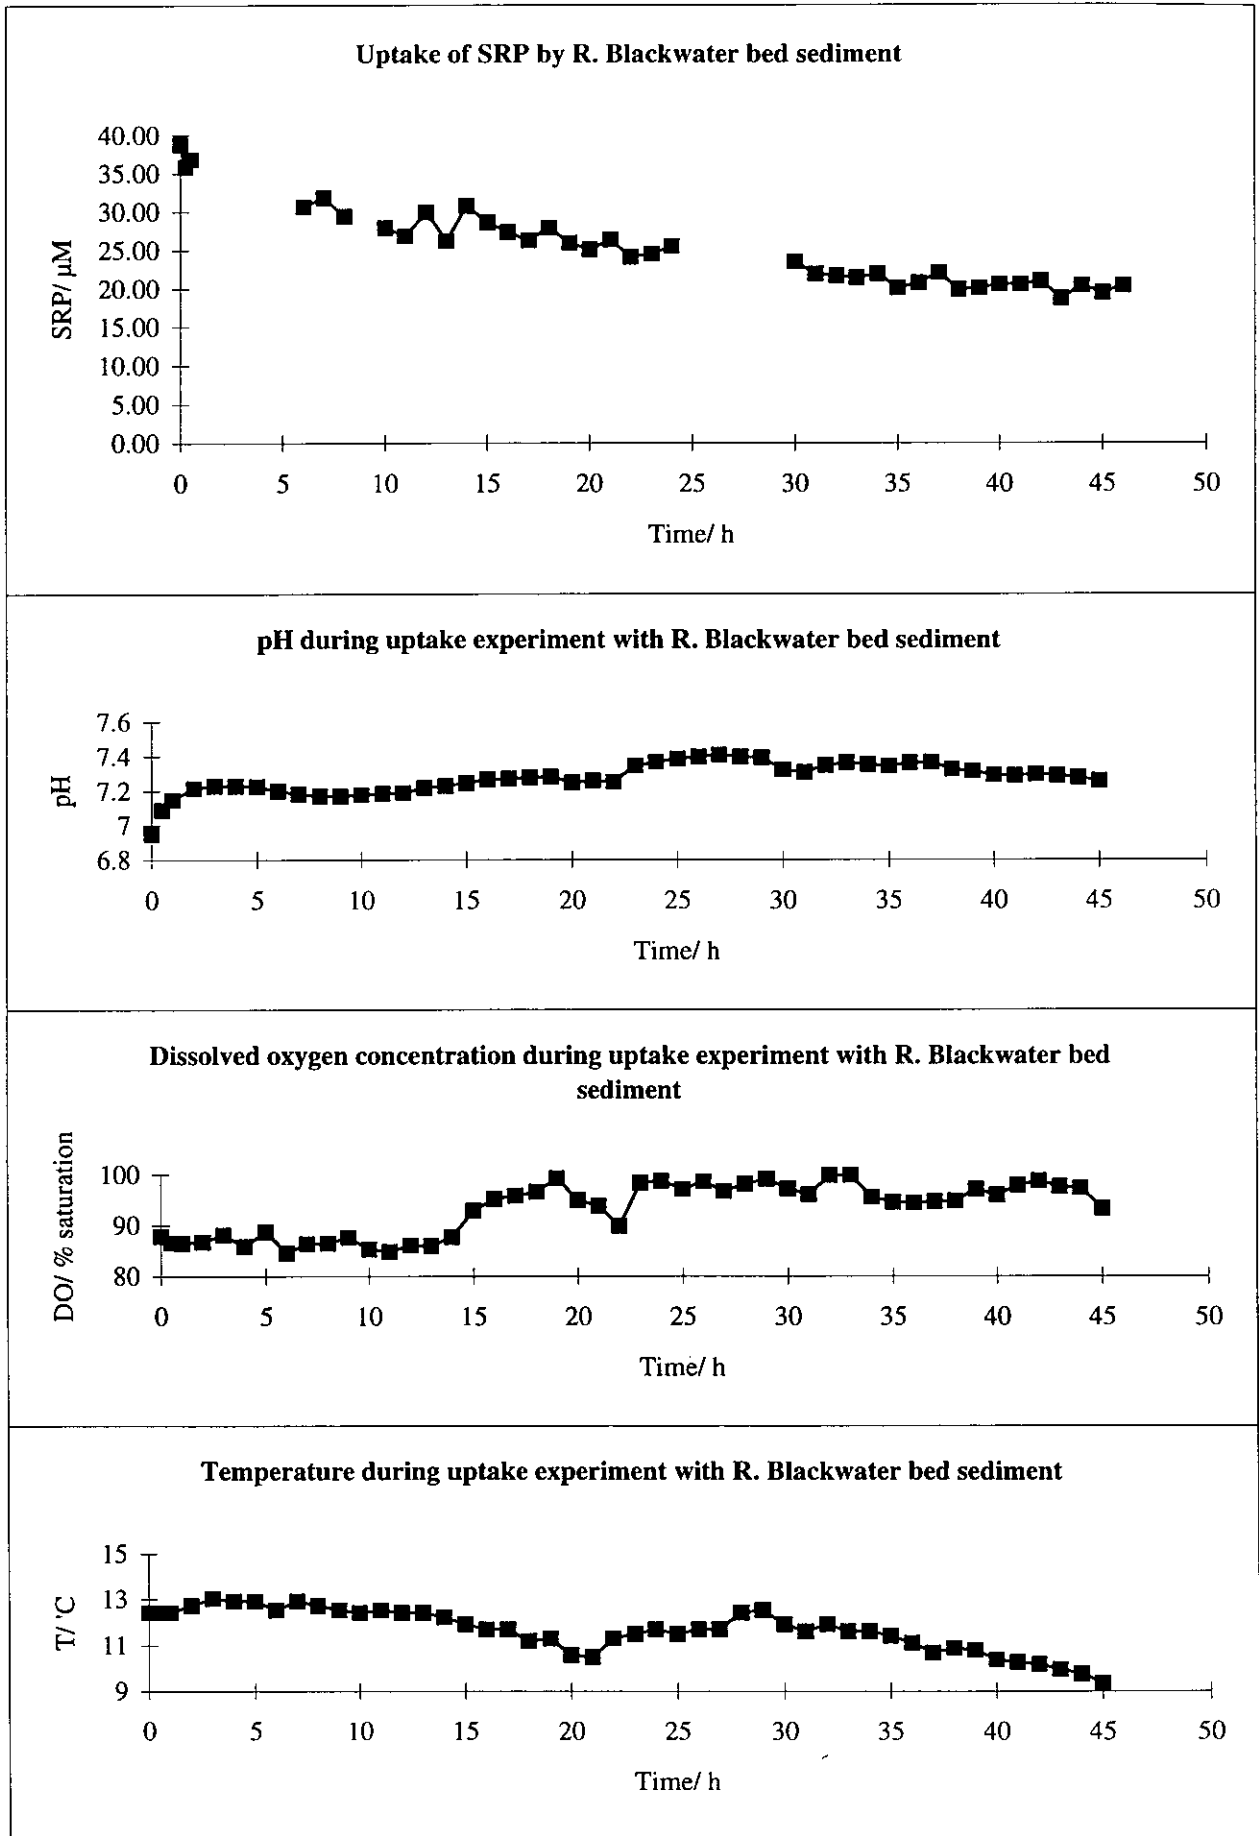 Uptake of SRP by R. Blackwater bed sediment
40.00
35.00
30.00
25.00
20.00
15.00
10.00
5.00
0.00
SRP/ μM
0 5 10 15 20 25 30 35 40 45 50
Time/ h
pH during uptake experiment with R. Blackwater bed sediment
7.6
7.4
7.2
7
6.8
pH
0 5 10 15 20 25 30 35 40 45 50
Time/ h
Dissolved oxygen concentration during uptake experiment with R. Blackwater bed
sediment
100
90
80
DO/ % saturation
0 5 10 15 20 25 30 35 40 45 50
Time/ h
Temperature during uptake experiment with R. Blackwater bed sediment
15
13
11
9
T/ 'C
0 5 10 15 20 25 30 35 40 45 50
Time/ h